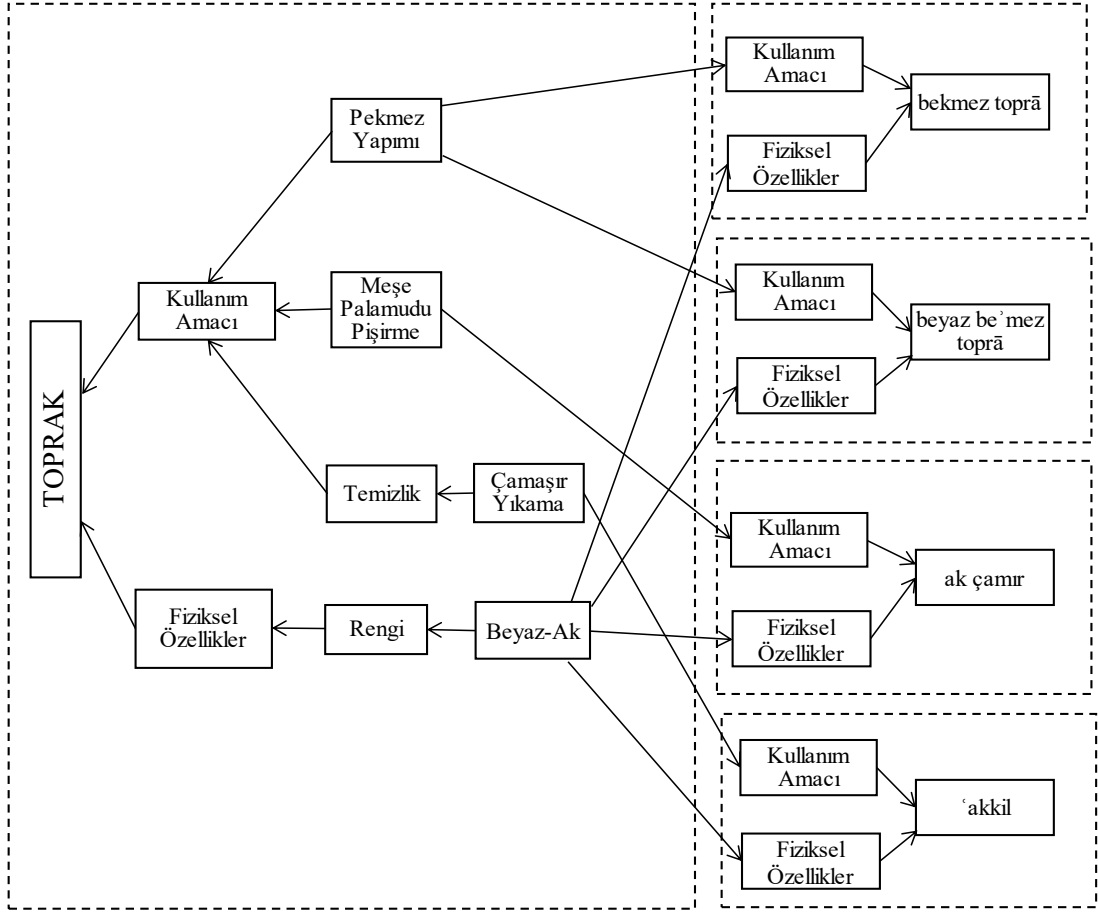 TOPRAK
Kullanım
Amacı
Fiziksel
Özellikler
Pekmez
Yapımı
Meşe
Palamudu
Pişirme
Temizlik
Çamaşır
Yıkama
Rengi
Beyaz-Ak
Kullanım
Amacı
Fiziksel
Özellikler
bekmez toprā
Kullanım
Amacı
Fiziksel
Özellikler
beyaz beʾmez
toprā
Kullanım
Amacı
Fiziksel
Özellikler
ak çamır
Kullanım
Amacı
Fiziksel
Özellikler
ʿakkil